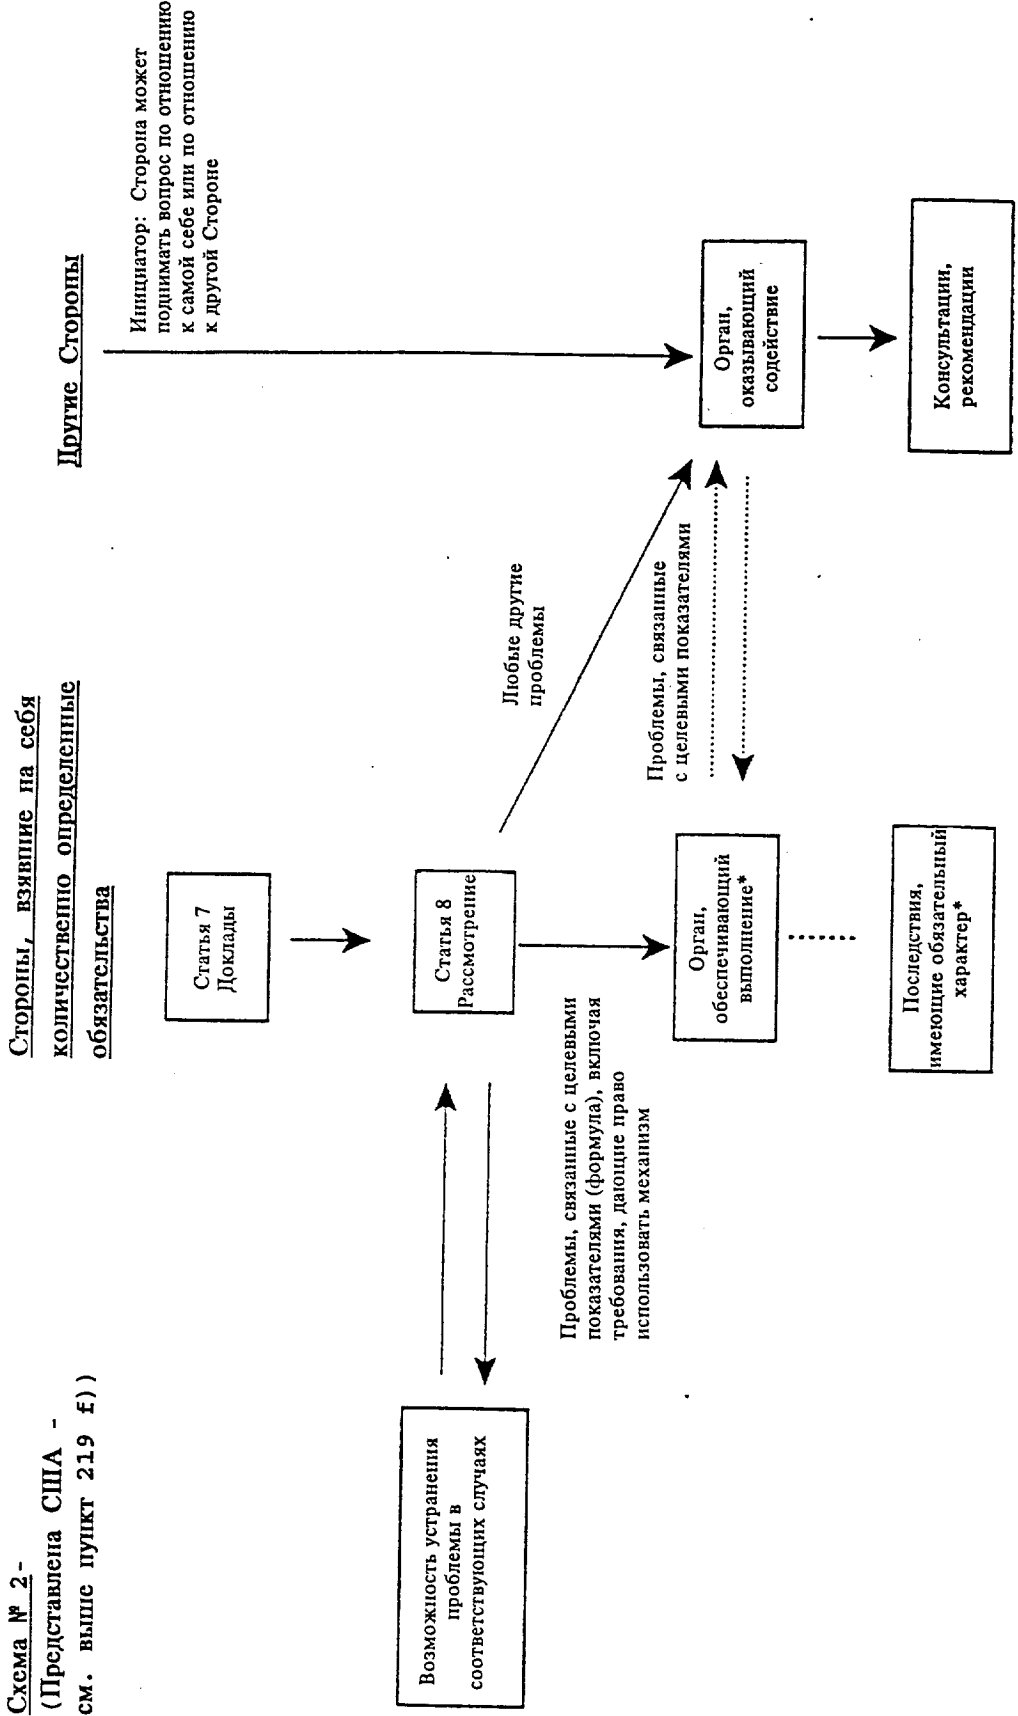 Схема № 2-
(Представлена США -
см. выше пункт 219 f))
Стороны, взявшие на себя
количественно определенные
обязательства
Другие Стороны
Инициатор: Сторона может
поднимать вопрос по отношению
к самой себе или по отношению
к другой Стороне
Статья 7
Доклады
Возможность устранения
проблемы в
соответствующих случаях
Статья 8
Рассмотрение
Любые другие
проблемы
Проблемы, связанные с целевыми
показателями (формула), включая
требования, дающие право
использовать механизм
Проблемы, связанные
с целевыми показателями
Орган,
обеспечивающий
выполнение*
Орган,
оказывающий
содействие
Последствия,
имеющие обязательный
характер*
Консультации,
рекомендации